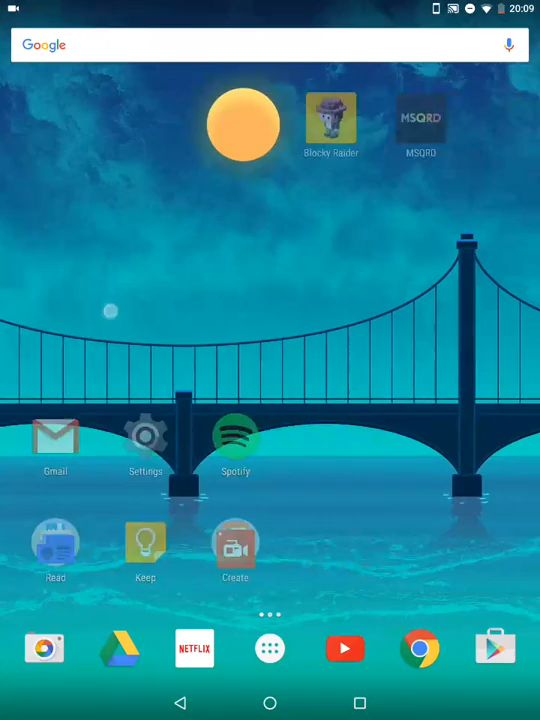 20:09
Google
Blocky Raider
MSQRD
MSQRD
Gmail
Settings
Spotify
Read
Keep
Create
NETFLIX